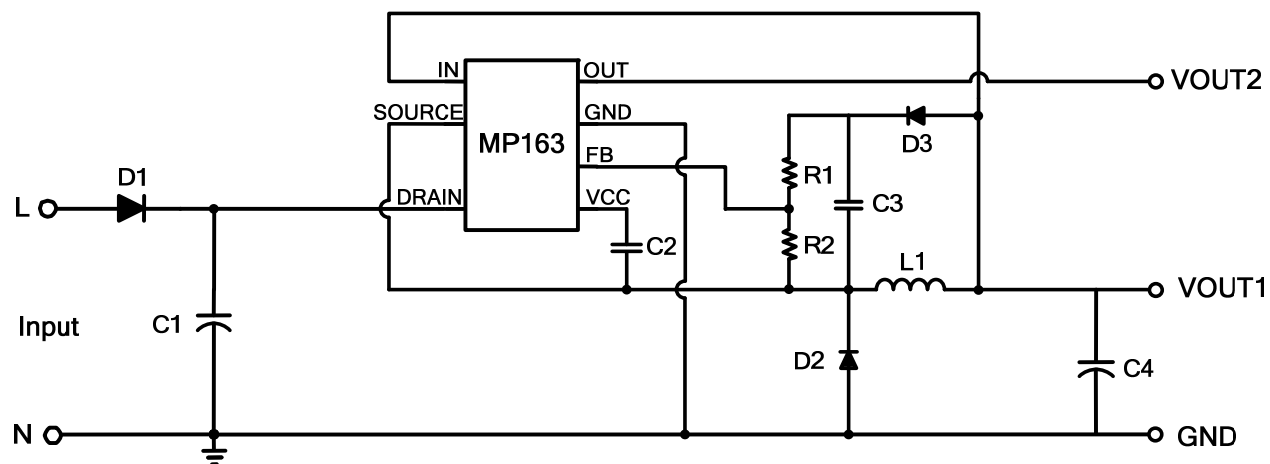 IN
OUT
VOUT2
SOURCE
GND
MP163
D3
FB
D1
R1
L
DRAIN
VCC
C3
C2
R2
L1
VOUT1
Input
C1
D2
C4
N
GND